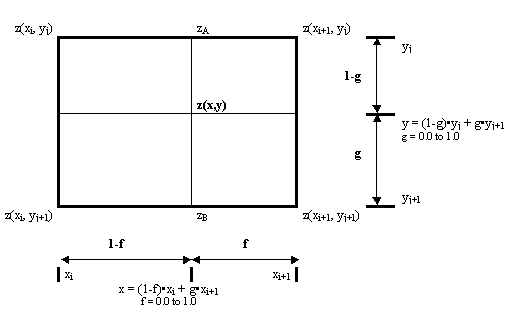 z(xi, yj) zA z(xi+1, yj)
yj
1-g
z(x,y)
y = (1-g)•yj + g•yj+1
g = 0.0 to 1.0
g
yj+1
z(xi, yj+1) zB z(xi+1, yj+1)
1-f f
xi xi+1
x = (1-f)•xi + g•xi+1
f = 0.0 to 1.0